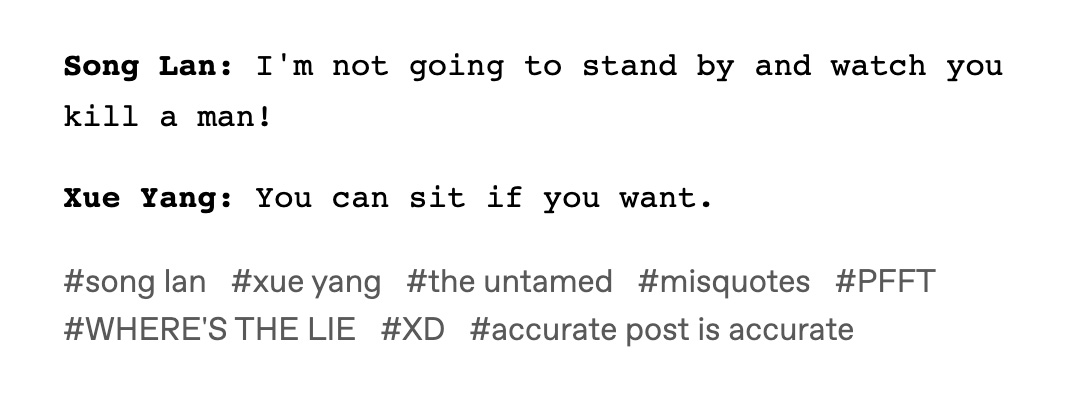 Song Lan: I'm not going to stand by and watch you
kill a man!
Xue Yang: You can sit if you want.
#song lan #xue yang #the untamed #misquotes #PFFT
#WHERE'S THE LIE #XD #accurate post is accurate